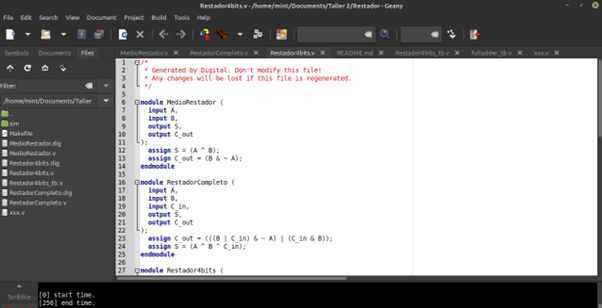 Restador4bits.v - /home/mint/Documents/Taller 2/Restador - Geany
File Edit Search View Document Project Build Tools Help
Symbols Documents Files
MedioRestador.v RestadorCompleto.v Restador4bits.v README.md Restador4bits_tb.v fulladder_tb.v xxx.v
Filter:
/home/mint/Documents/Taller
..
sim
Makefile
MedioRestador.dig
MedioRestador.v
Restador4bits.dig
Restador4bits.v
Restador4bits_tb.v
RestadorCompleto.dig
RestadorCompleto.v
xxx.v
1 /*
2 * Generated by Digital. Don't modify this file!
3 * Any changes will be lost if this file is regenerated.
4 */
5
6 module MedioRestador (
7 input A,
8 input B,
9 output S,
10 output C_out
11 );
12 assign S = (A ^ B);
13 assign C_out = (B & ~ A);
14 endmodule
15
16 module RestadorCompleto (
17 input A,
18 input B,
19 input C_in,
20 output S,
21 output C_out
22 );
23 assign C_out = (((B | C_in) & ~ A) | (C_in & B));
24 assign S = (A ^ B ^ C_in);
25 endmodule
26
27 module Restador4bits (
Scribble
[0] start time.
[256] end time.